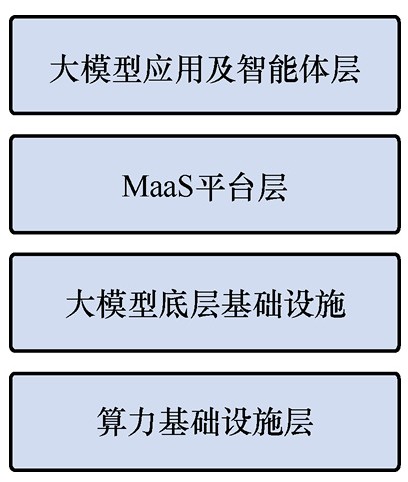 大模型应用及智能体层
MaaS平台层
大模型底层基础设施
算力基础设施层